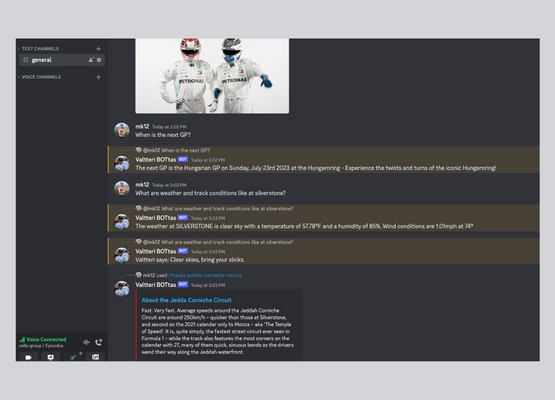 TEXT CHANNELS
general
VOICE CHANNELS
PETRONAS
PETRONAS
mk12 Today at 3:02 PM
When is the next GP?
@mk12 When is the next GP?
Valtteri BOTtas BOT Today at 3:02 PM
The next GP is the Hungarian GP on Sunday, July 23rd 2023 at the Hungaroring - Experience the twists and turns of the iconic Hungaroring!
mk12 Today at 3:03 PM
What are weather and track conditions like at silverstone?
@mk12 What are weather and track conditions like at silverstone?
Valtteri BOTtas BOT Today at 3:03 PM
The weather at SILVERSTONE is clear sky with a temperature of 57.78°F and a humidity of 85%. Wind conditions are 1.01mph at 74°
@mk12 What are weather and track conditions like at silverstone?
Valtteri BOTtas BOT Today at 3:03 PM
Valtteri says: Clear skies, bring your slicks.
mk12 used /tracks jeddah-corniche-circuit
Valtteri BOTtas BOT Today at 3:03 PM
About the Jedda Corniche Circuit
Fast. Very fast. Average speeds around the Jeddah Corniche
Circuit are around 250km/h – quicker than those at Silverstone,
and second on the 2021 calendar only to Monza – aka 'The Temple
of Speed'. It is, quite simply, the fastest street circuit ever seen in
Formula 1 – while the track also features the most corners on the
calendar with 27, many of them quick, sinuous bends as the drivers
wend their way along the Jeddah waterfront.
Voice Connected